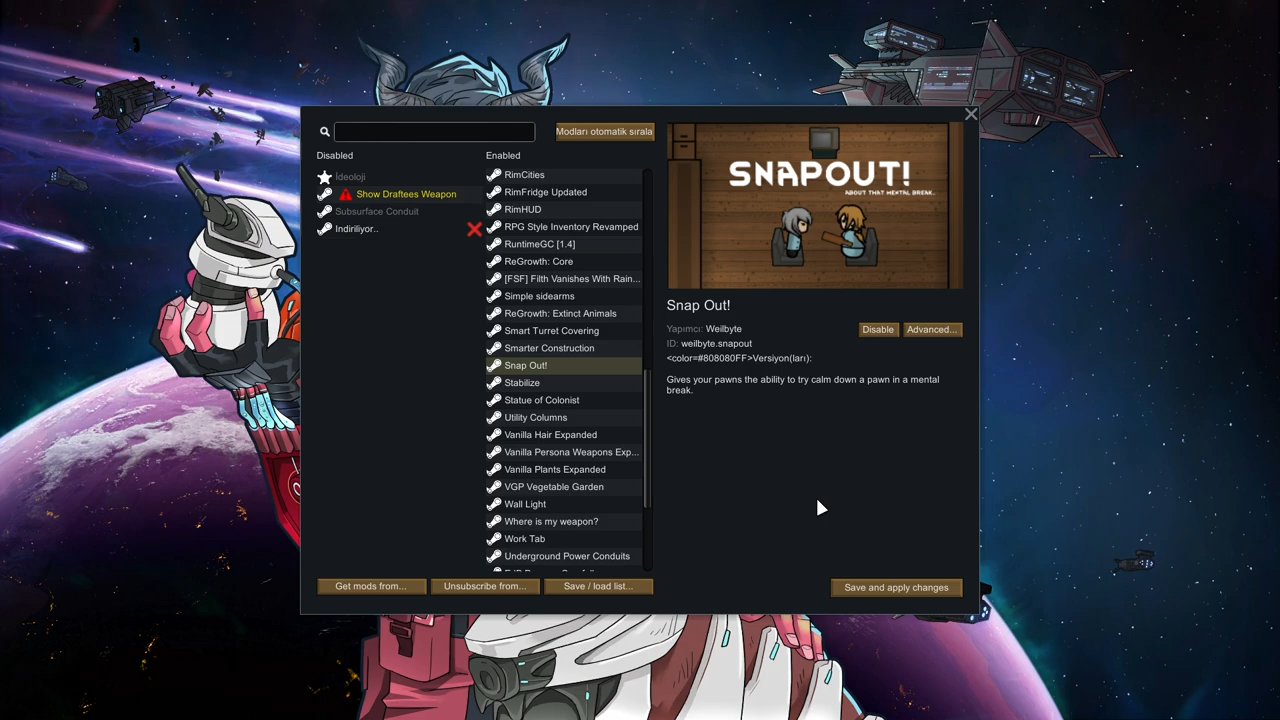 Modları otomatik sırala
Disabled
İdeoloji
Show Draftees Weapon
Subsurface Conduit
Indiriliyor..
Enabled
RimCities
RimFridge Updated
RimHUD
RPG Style Inventory Revamped
RuntimeGC [1.4]
ReGrowth: Core
[FSF] Filth Vanishes With Rain...
Simple sidearms
ReGrowth: Extinct Animals
Smart Turret Covering
Smarter Construction
Snap Out!
Stabilize
Statue of Colonist
Utility Columns
Vanilla Hair Expanded
Vanilla Persona Weapons Exp...
Vanilla Plants Expanded
VGP Vegetable Garden
Wall Light
Where is my weapon?
Work Tab
Underground Power Conduits
Get mods from...
Unsubscribe from...
Save / load list...
SNAPOUT!
ABOUT THAT MENTAL BREAK..
Snap Out!
Yapımcı: Weilbyte
Disable
Advanced...
ID: weilbyte.snapout
<color=#808080FF>Versiyon(ları):
Gives your pawns the ability to try calm down a pawn in a mental
break.
Save and apply changes